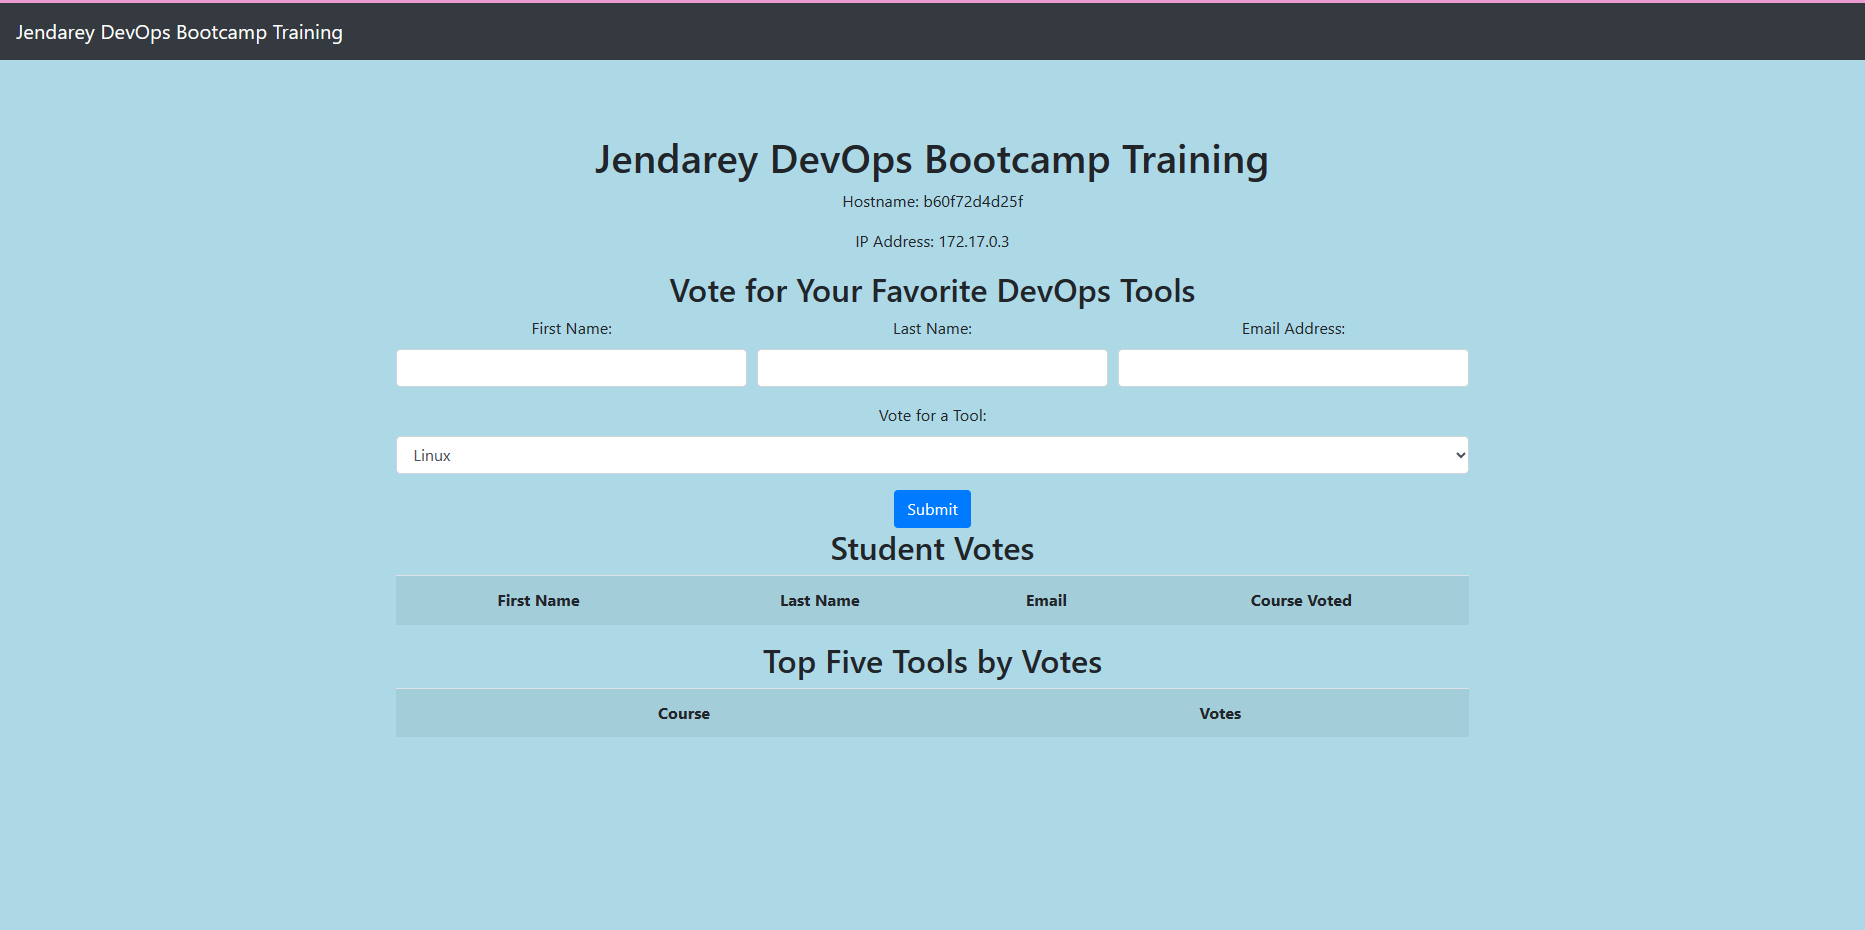 Jendarey DevOps Bootcamp Training
Jendarey DevOps Bootcamp Training
Hostname: b60f72d4d25f
IP Address: 172.17.0.3
Vote for Your Favorite DevOps Tools
First Name: Last Name: Email Address:
Vote for a Tool:
Linux
Submit
Student Votes
First Name Last Name Email Course Voted
Top Five Tools by Votes
Course Votes